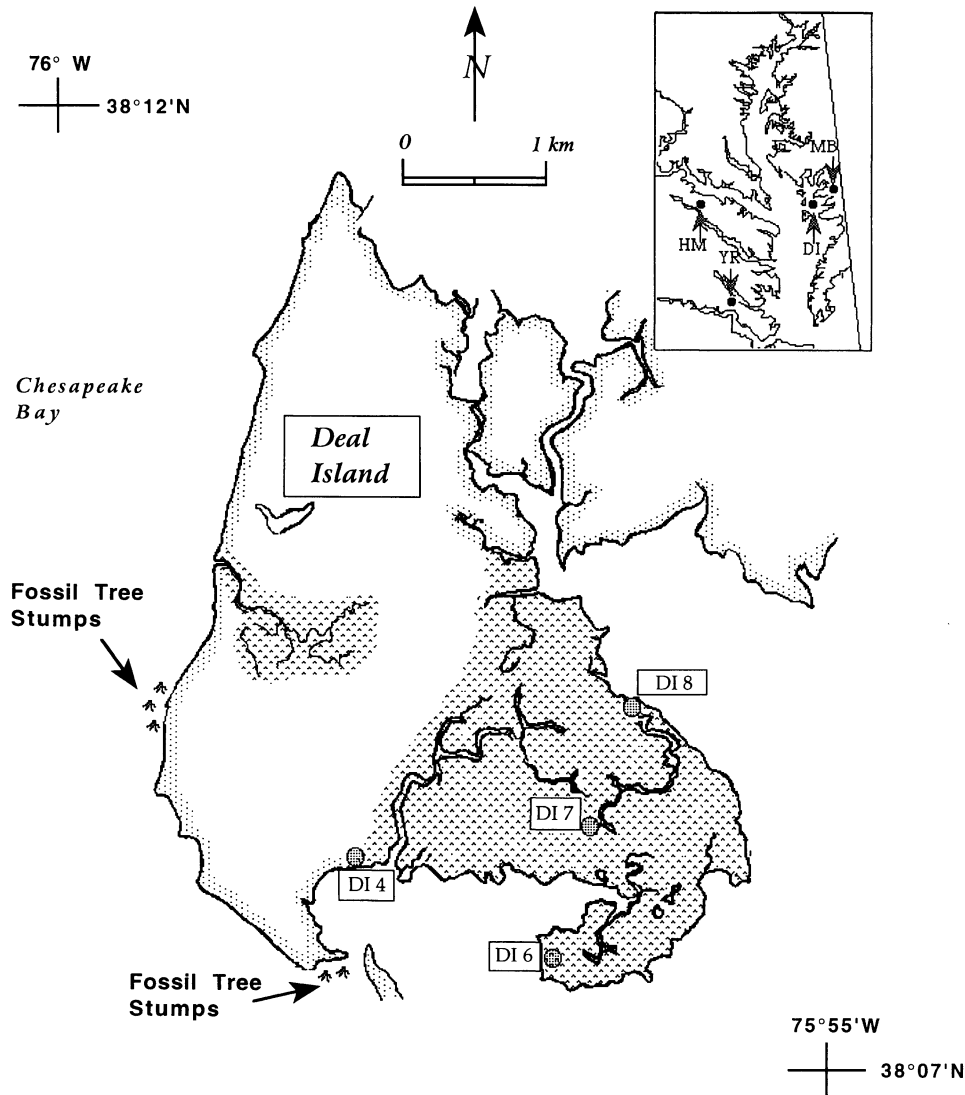 76° W
38°12'N
N
0 1 km
MB
HM
YR
DI
Chesapeake
Bay
Deal
Island
Fossil Tree
Stumps
DI 8
DI 7
DI 4
DI 6
Fossil Tree
Stumps
75°55'W
38°07'N